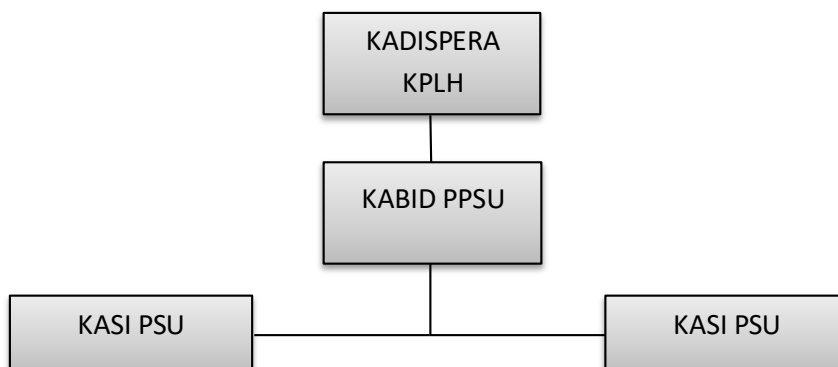 KADISPERA
KPLH
KABID PPSU
KASI PSU
KASI PSU